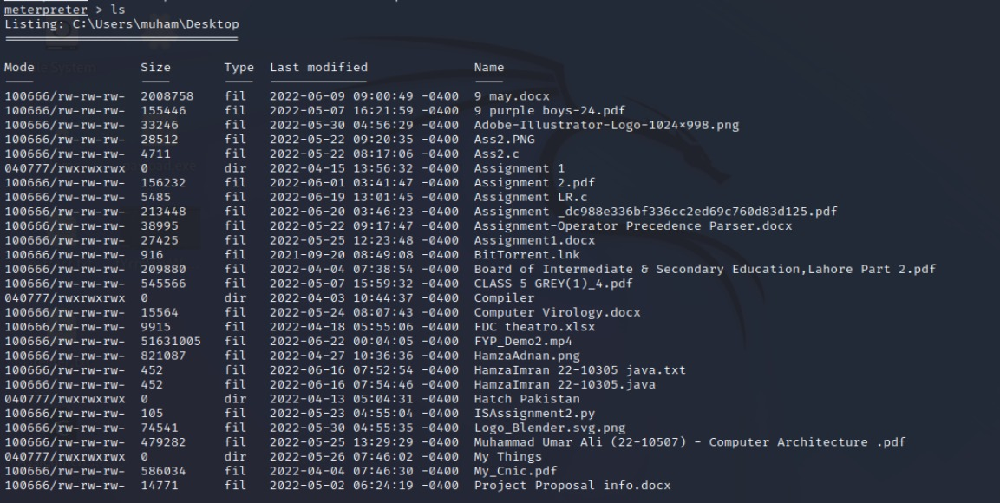 meterpreter > ls
Listing: C:\Users\muham\Desktop
Mode Size Type Last modified Name
100666/rw-rw-rw- 2008758 fil 2022-06-09 09:00:49 -0400 9 may.docx
100666/rw-rw-rw- 155446 fil 2022-05-07 16:21:59 -0400 9 purple boys-24.pdf
100666/rw-rw-rw- 33246 fil 2022-05-30 04:56:29 -0400 Adobe-Illustrator-Logo-1024×998.png
100666/rw-rw-rw- 28512 fil 2022-05-22 09:20:35 -0400 Ass2.PNG
100666/rw-rw-rw- 4711 fil 2022-05-22 08:17:06 -0400 Ass2.c
040777/rwxrwxrwx 0 dir 2022-04-15 13:56:32 -0400 Assignment 1
100666/rw-rw-rw- 156232 fil 2022-06-01 03:41:47 -0400 Assignment 2.pdf
100666/rw-rw-rw- 5485 fil 2022-06-19 13:01:45 -0400 Assignment LR.c
100666/rw-rw-rw- 213448 fil 2022-06-20 03:46:23 -0400 Assignment _dc988e336bf336cc2ed69c760d83d125.pdf
100666/rw-rw-rw- 38995 fil 2022-05-22 09:17:47 -0400 Assignment-Operator Precedence Parser.docx
100666/rw-rw-rw- 27425 fil 2022-05-25 12:23:48 -0400 Assignment1.docx
100666/rw-rw-rw- 916 fil 2021-09-20 08:49:08 -0400 BitTorrent.lnk
100666/rw-rw-rw- 209880 fil 2022-04-04 07:38:54 -0400 Board of Intermediate & Secondary Education,Lahore Part 2.pdf
100666/rw-rw-rw- 545566 fil 2022-05-07 15:59:32 -0400 CLASS 5 GREY(1)_4.pdf
040777/rwxrwxrwx 0 dir 2022-04-03 10:44:37 -0400 Compiler
100666/rw-rw-rw- 15564 fil 2022-05-24 08:07:43 -0400 Computer Virology.docx
100666/rw-rw-rw- 9915 fil 2022-04-18 05:55:06 -0400 FDC theatro.xlsx
100666/rw-rw-rw- 51631005 fil 2022-06-22 00:04:05 -0400 FYP_Demo2.mp4
100666/rw-rw-rw- 821087 fil 2022-04-27 10:36:36 -0400 HamzaAdnan.png
100666/rw-rw-rw- 452 fil 2022-06-16 07:52:54 -0400 HamzaImran 22-10305 java.txt
100666/rw-rw-rw- 452 fil 2022-06-16 07:54:46 -0400 HamzaImran 22-10305.java
040777/rwxrwxrwx 0 dir 2022-04-13 05:04:31 -0400 Hatch Pakistan
100666/rw-rw-rw- 105 fil 2022-05-23 04:55:04 -0400 ISAssignment2.py
100666/rw-rw-rw- 74541 fil 2022-05-30 04:55:35 -0400 Logo_Blender.svg.png
100666/rw-rw-rw- 479282 fil 2022-05-25 13:29:29 -0400 Muhammad Umar Ali (22-10507) - Computer Architecture .pdf
040777/rwxrwxrwx 0 dir 2022-05-26 07:46:02 -0400 My Things
100666/rw-rw-rw- 586034 fil 2022-04-04 07:46:30 -0400 My_Cnic.pdf
100666/rw-rw-rw- 14771 fil 2022-05-02 06:24:19 -0400 Project Proposal info.docx